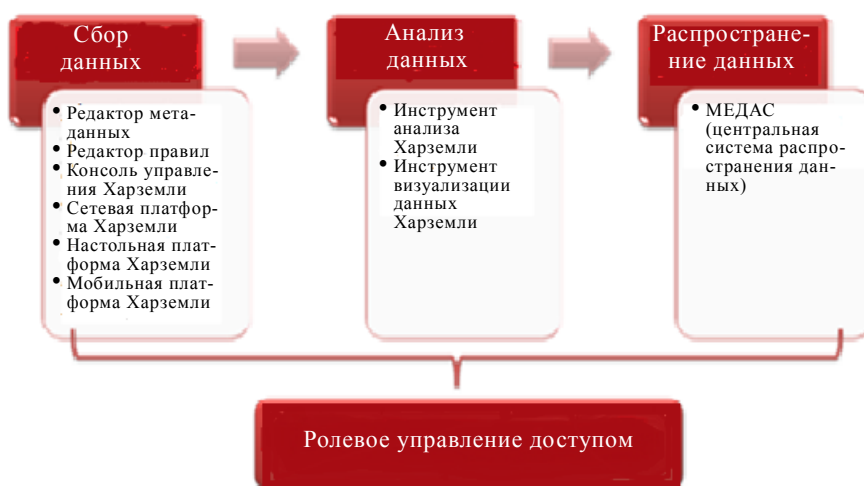 Сбор
данных
• Редактор мета-
данных
• Редактор правил
• Консоль управле-
ния Харземли
• Сетевая платфор-
ма Харземли
• Настольная плат-
форма Харземли
• Мобильная плат-
форма Харземли
Анализ
данных
• Инструмент
анализа
Харземли
• Инструмент
визуализации
данных
Харземли
Распростране-
ние данных
• МЕДАС
(центральная
система распро-
странения дан-
ных)
Ролевое управление доступом